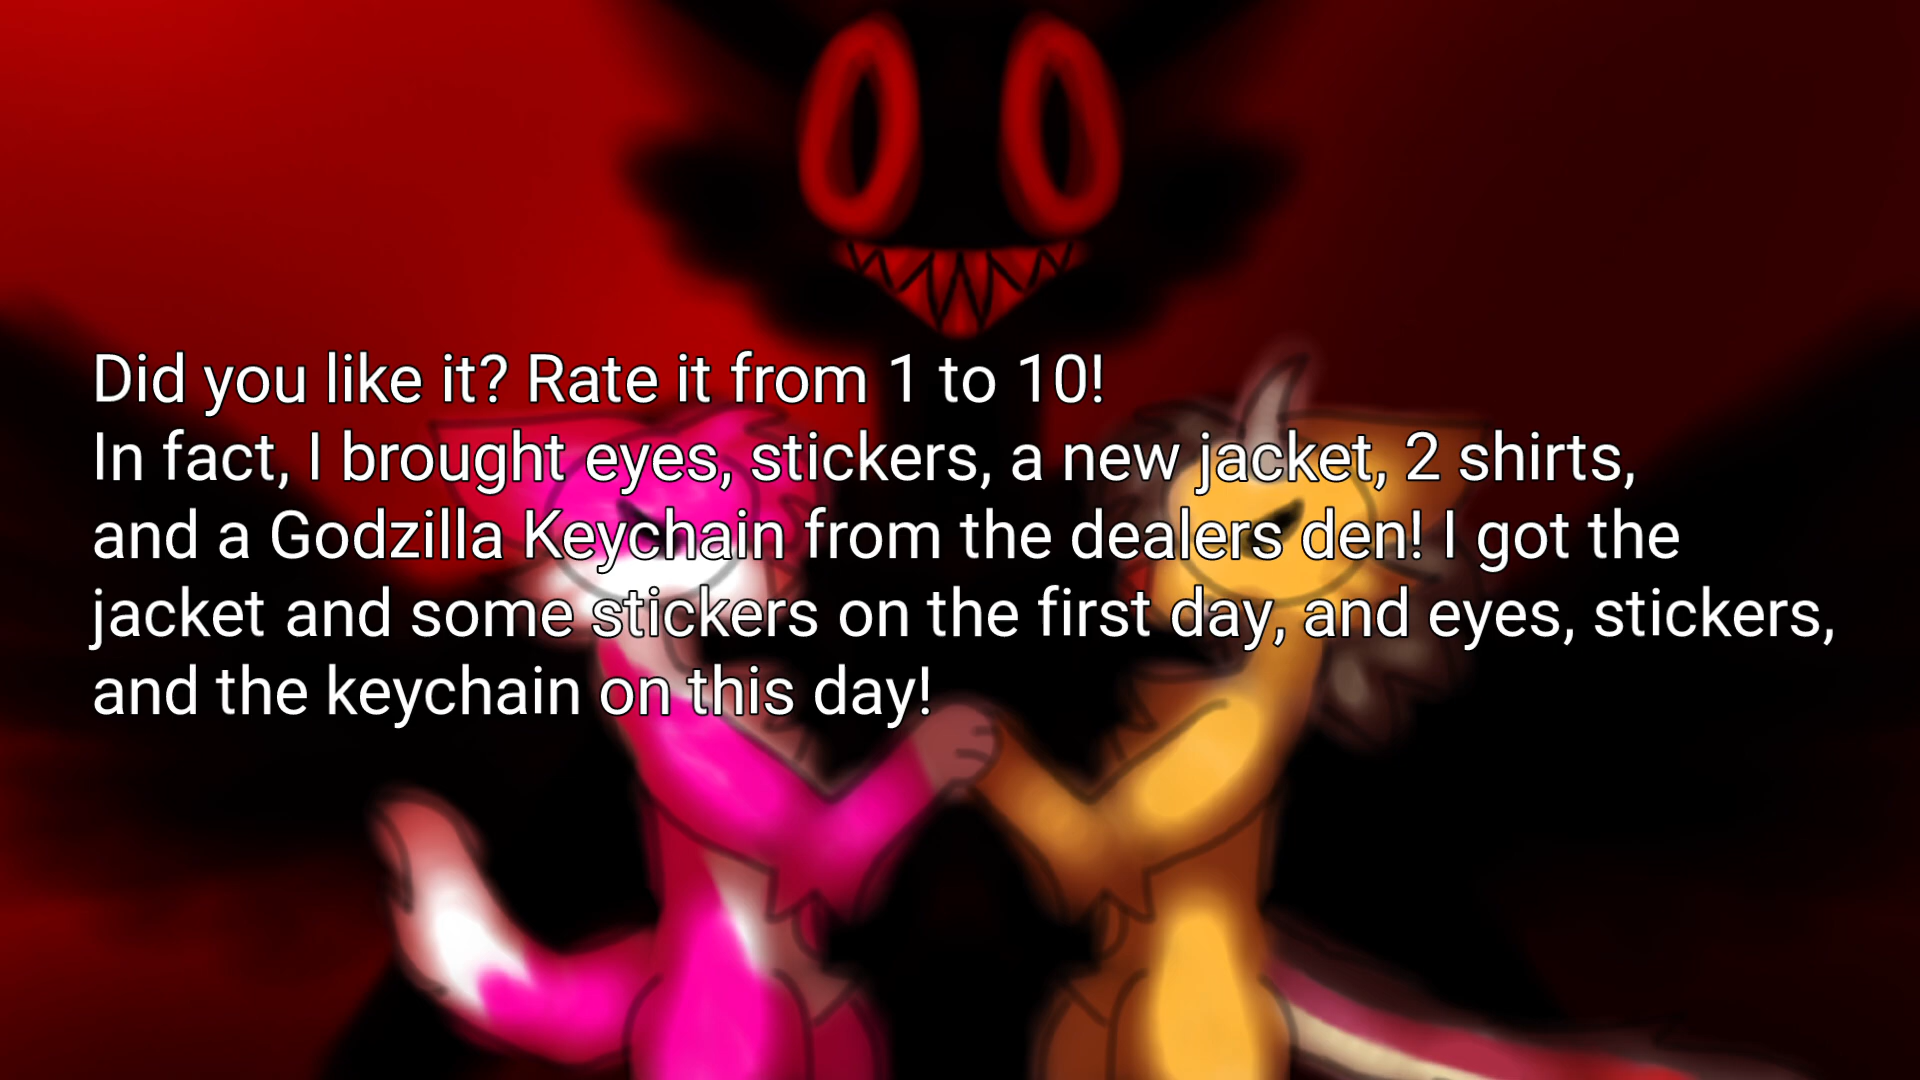 Did you like it? Rate it from 1 to 10!
In fact, I brought eyes, stickers, a new jacket, 2 shirts,
and a Godzilla Keychain from the dealers den! I got the
jacket and some stickers on the first day, and eyes, stickers,
and the keychain on this day!